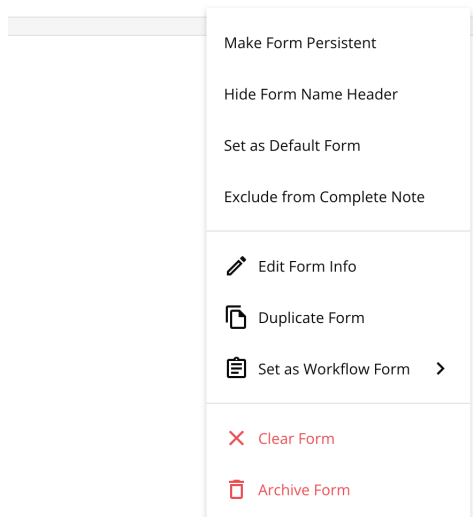 Make Form Persistent
Hide Form Name Header
Set as Default Form
Exclude from Complete Note
Edit Form Info
Duplicate Form
Set as Workflow Form
Clear Form
Archive Form